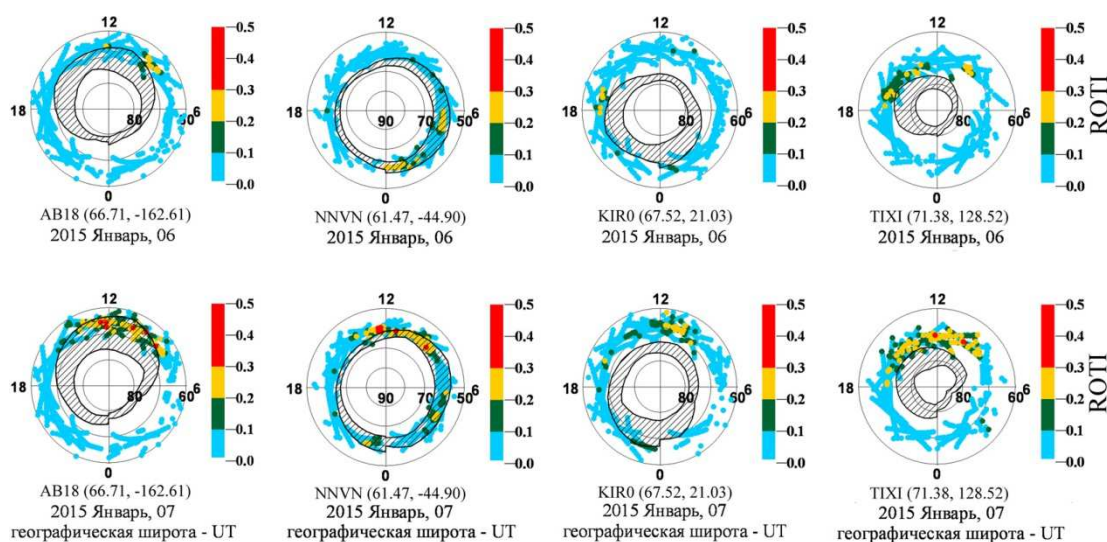 12 0.5 12 0.5 12 0.5 12 0.5
0.4 0.4 0.4 0.4
0.3 0.3 0.3 0.3
18 80 6 0.2 90 70 50 6 0.2 18 80 6 0.2 18 80 60 6 0.2 ROTI
0.1 0.1 0.1 0.1
0 0.0 0 0.0 0 0.0 0 0.0
AB18 (66.71, -162.61) NNVN (61.47, -44.90) KIR0 (67.52, 21.03) TIXI (71.38, 128.52)
2015 Январь, 06 2015 Январь, 06 2015 Январь, 06 2015 Январь, 06
12 0.5 12 0.5 12 0.5 12 0.5
0.4 0.4 0.4 0.4
0.3 0.3 0.3 0.3
18 80 6 0.2 90 70 50 6 0.2 18 80 6 0.2 18 80 60 6 0.2 ROTI
0.1 0.1 0.1 0.1
0 0.0 0 0.0 0 0.0 0 0.0
AB18 (66.71, -162.61) NNVN (61.47, -44.90) KIR0 (67.52, 21.03) TIXI (71.38, 128.52)
2015 Январь, 07 2015 Январь, 07 2015 Январь, 07 2015 Январь, 07
географическая широта - UT географическая широта - UT географическая широта - UT географическая широта - UT